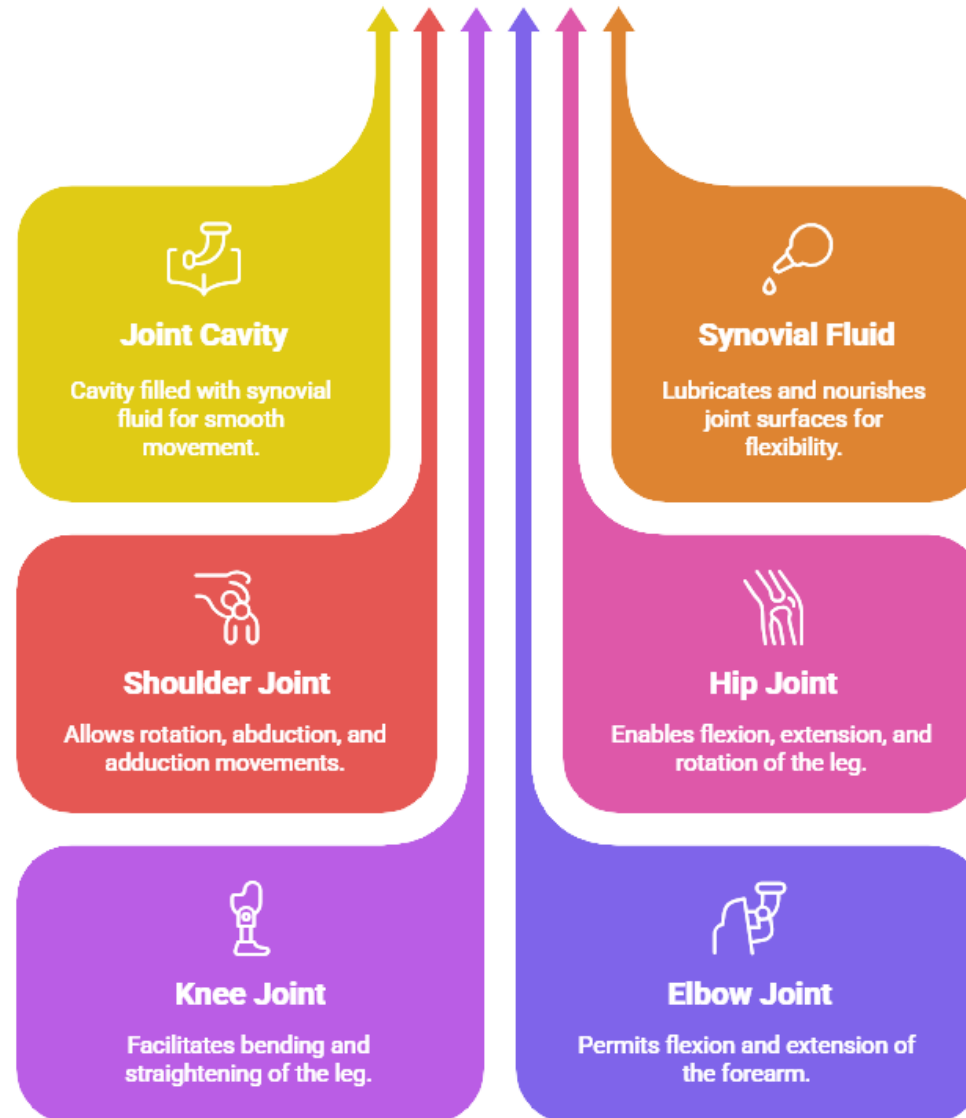 Joint Cavity
Cavity filled with synovial
fluid for smooth
movement.
Synovial Fluid
Lubricates and nourishes
joint surfaces for
flexibility.
Shoulder Joint
Allows rotation, abduction, and
adduction movements.
Hip Joint
Enables flexion, extension, and
rotation of the leg.
Knee Joint
Facilitates bending and
straightening of the leg.
Elbow Joint
Permits flexion and extension of
the forearm.